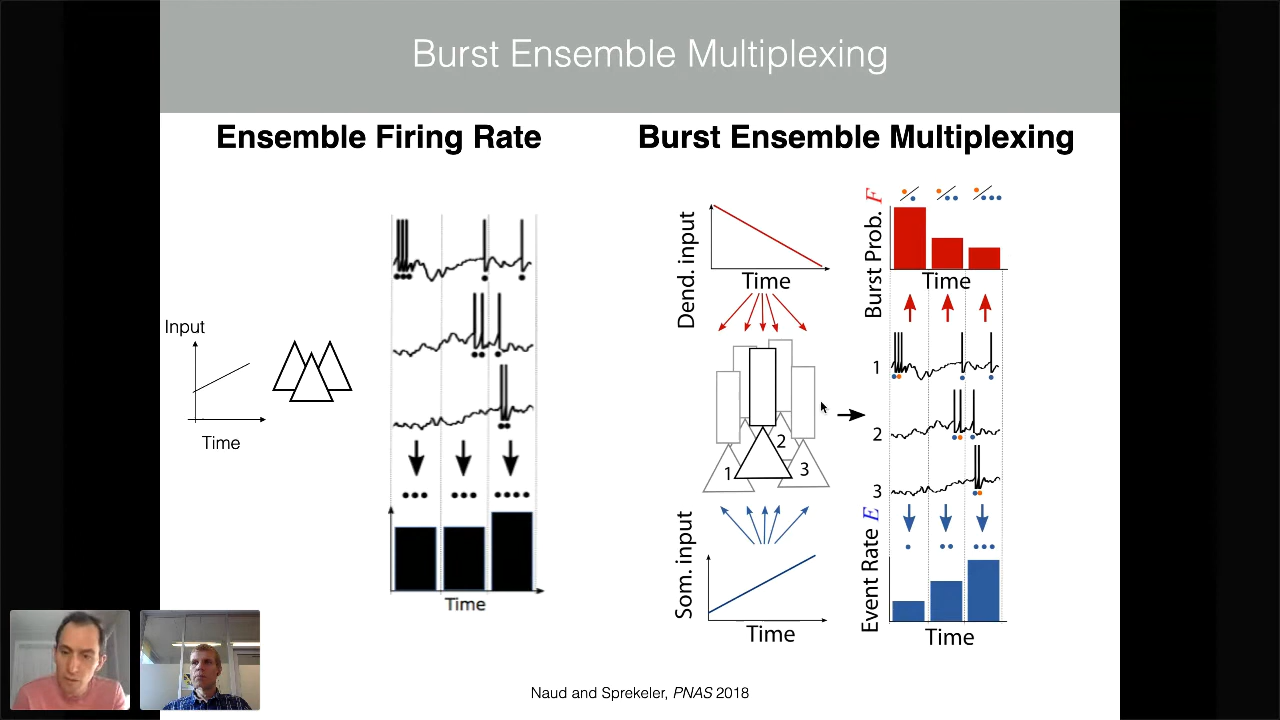 Burst Ensemble Multiplexing
Ensemble Firing Rate
Input
Time
Time
Burst Ensemble Multiplexing
Dend. input
Time
1
2
3
Som. input
Time
Burst Prob. F
Time
1
2
3
Event Rate E
Time
Naud and Sprekeler, PNAS 2018